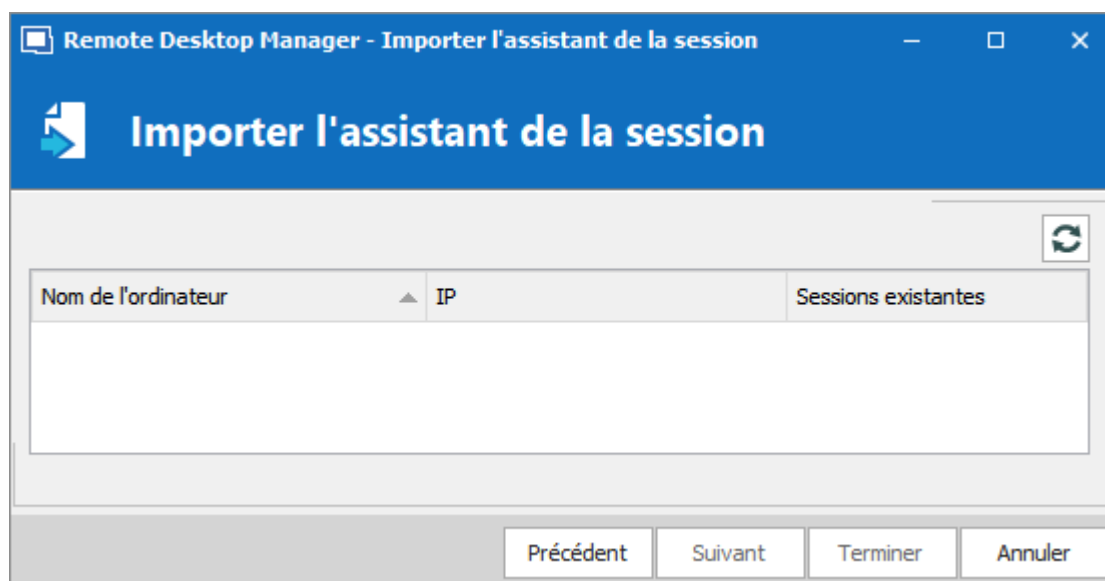 Remote Desktop Manager - Importer l'assistant de la session
Importer l'assistant de la session
Nom de l'ordinateur IP Sessions existantes
Précédent Suivant Terminer Annuler